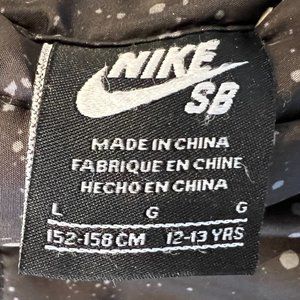 NIKE
SB
MADE IN CHINA
FABRIQUE EN CHINE
HECHO EN CHINA
L G G
152-158 CM 12-13 YRS